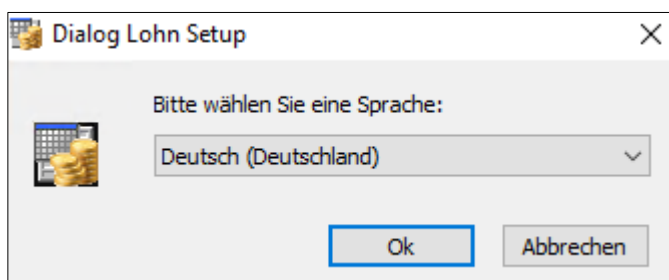 Dialog Lohn Setup
Bitte wählen Sie eine Sprache:
Deutsch (Deutschland)
Ok Abbrechen